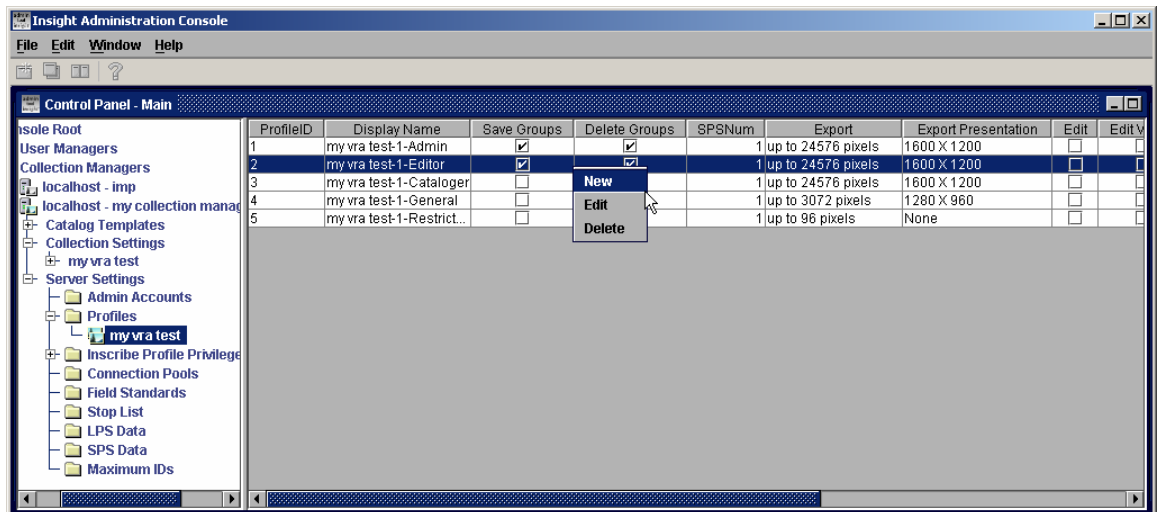 Insight Administration Console
File Edit Window Help
Control Panel - Main
nsole Root
User Managers
Collection Managers
localhost - imp
localhost - my collection manag
Catalog Templates
Collection Settings
my vra test
Server Settings
Admin Accounts
Profiles
my vra test
Inscribe Profile Privilege
Connection Pools
Field Standards
Stop List
LPS Data
SPS Data
Maximum IDs
ProfileID Display Name Save Groups Delete Groups SPSNum Export Export Presentation Edit Edit V
1 my vra test-1-Admin 1 up to 24576 pixels 1600 X 1200
2 my vra test-1-Editor 1 up to 24576 pixels 1600 X 1200
3 my vra test-1-Cataloger 1 up to 24576 pixels 1600 X 1200
4 my vra test-1-General 1 up to 3072 pixels 1280 X 960
5 my vra test-1-Restrict... 1 up to 96 pixels None
New
Edit
Delete